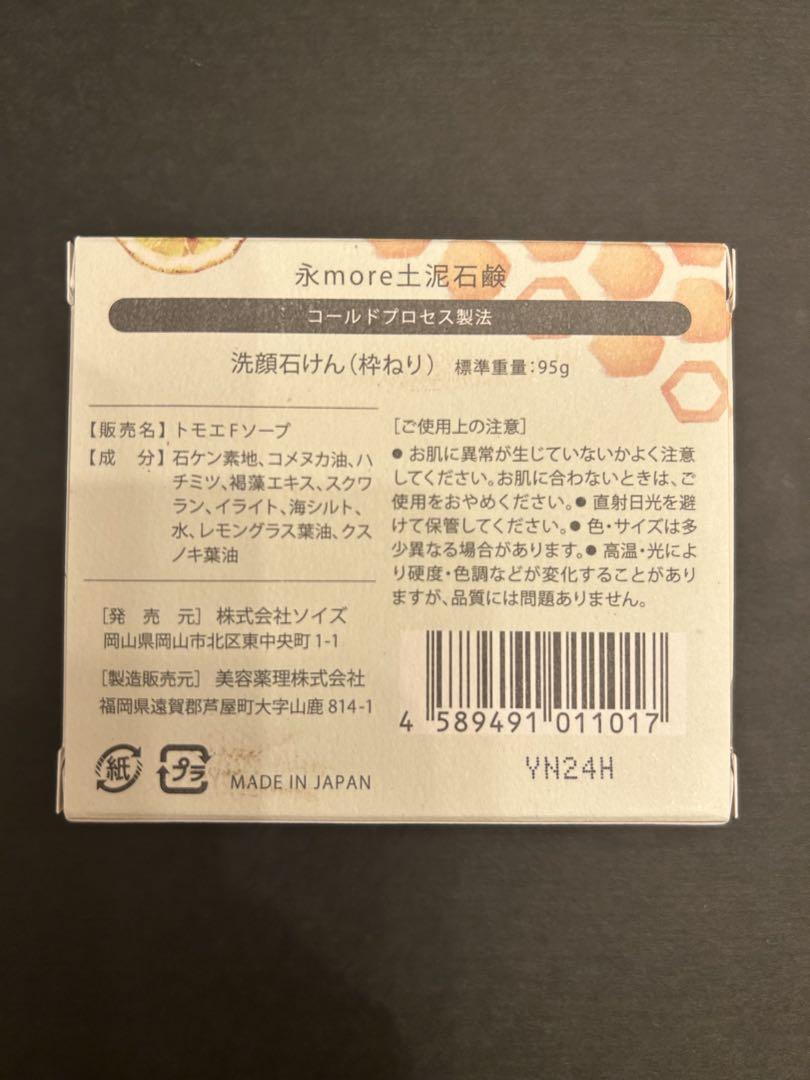 永more土泥石鹸
コールドプロセス製法
洗顔石けん（枠ねり） 標準重量：95g
【販売名】トモエFソープ
【成 分】石ケン素地、コメヌカ油、ハ
チミツ、褐藻エキス、スクワ
ラン、イライト、海シルト、
水、レモングラス葉油、クス
ノキ葉油
［発 売 元］ 株式会社ソイズ
岡山県岡山市北区東中央町 1-1
［製造販売元］ 美容薬理株式会社
福岡県遠賀郡芦屋町大字山鹿 814-1
紙
プラ
MADE IN JAPAN
［ご使用上の注意］
● お肌に異常が生じていないかよく注意
してください。お肌に合わないときは、ご
使用をおやめください。● 直射日光を避
けて保管してください。● 色・サイズは多
少異なる場合があります。● 高温・光によ
り硬度・色調などが変化することがあり
ますが、品質には問題ありません。
4 589491 011017
YN24H